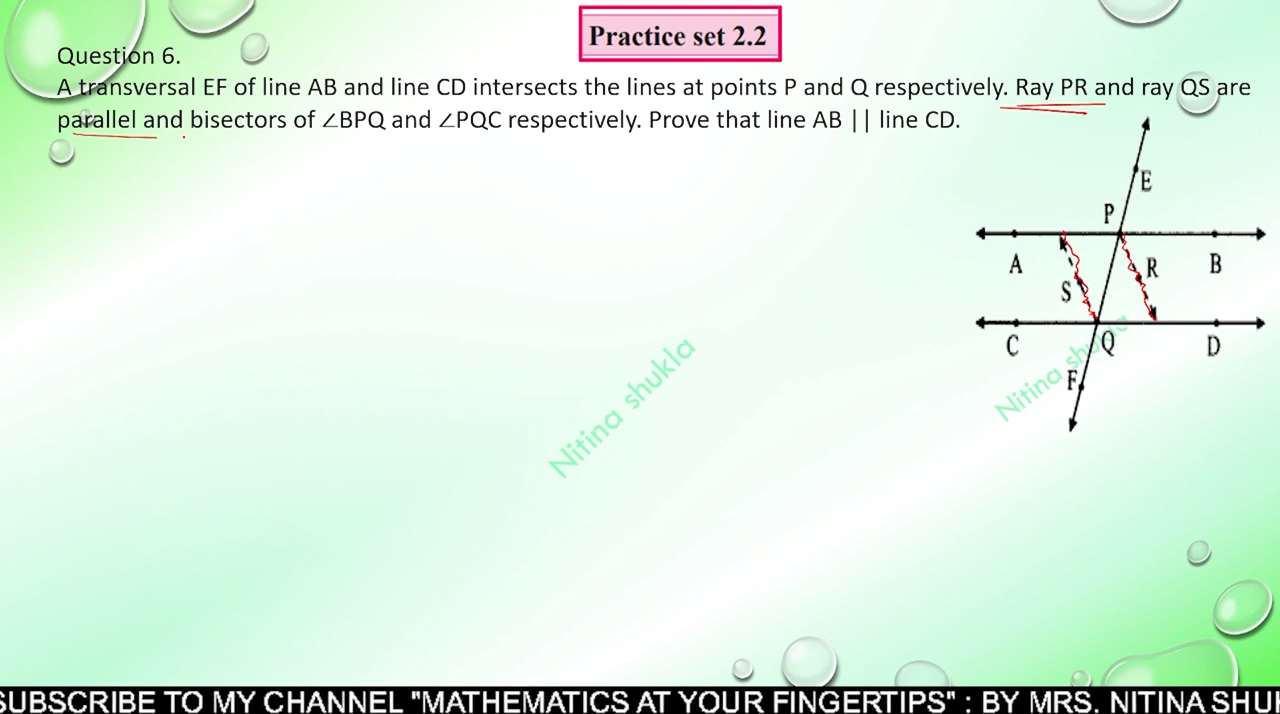 Practice set 2.2
Question 6.
A transversal EF of line AB and line CD intersects the lines at points P and Q respectively. Ray PR and ray QS are
parallel and bisectors of ∠BPQ and ∠PQC respectively. Prove that line AB || line CD.
E
P
A
R
B
S
C
Q
D
F
Nitina shukla
Nitina shukla
SUBSCRIBE TO MY CHANNEL "MATHEMATICS AT YOUR FINGERTIPS" : BY MRS. NITINA SHU